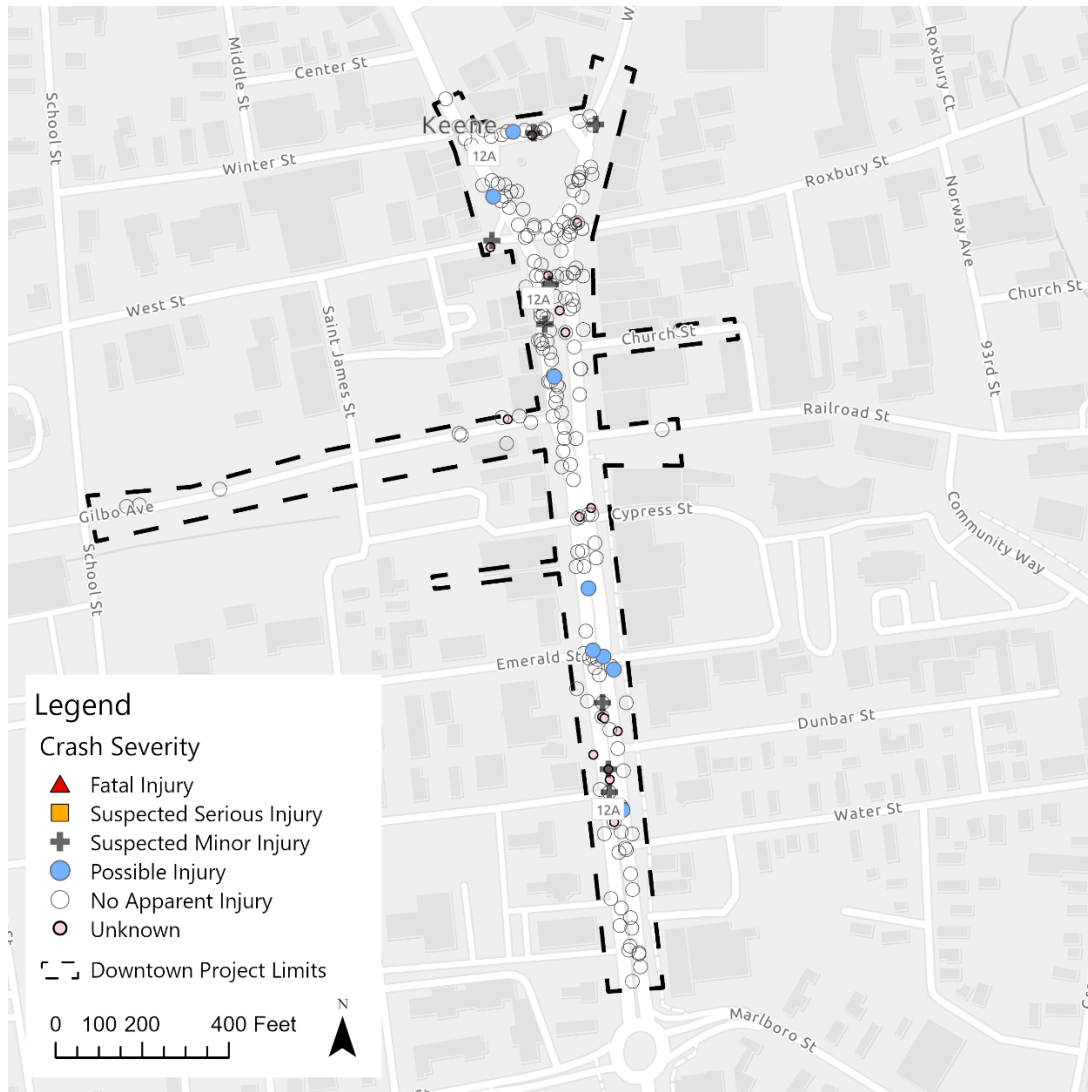 M
Middle St
Center St
School St
Roxbury Ct
Keene
12A
Winter St
Roxbury St
Norway Ave
West St
12A
Church St
Saint James St
Church St
93rd St
Railroad St
Gilbo Ave
Cypress St
Community Way
School St
Emerald St
Dunbar St
12A
Water St
Marlboro St
Legend
Crash Severity
Fatal Injury
Suspected Serious Injury
Suspected Minor Injury
Possible Injury
No Apparent Injury
Unknown
Downtown Project Limits
0 100 200 400 Feet
N